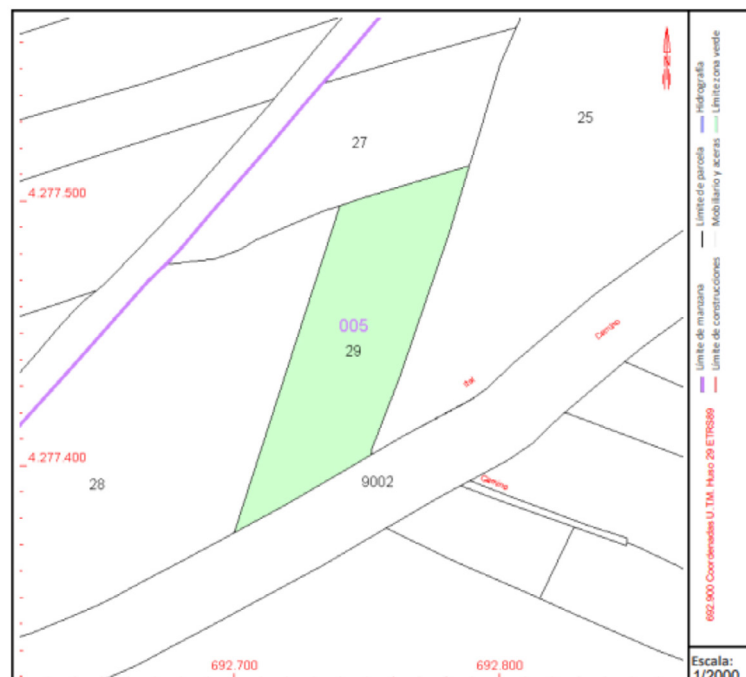 25
27
4.277.500
005
29
Camino
del
4.277.400
28
9002
Camino
692.700
692.800
Límite de manzana
Límite de parcela
Hidrografía
Límite de construcciones
Mobiliario y aceras
Límite zona verde
692.900 Coordenadas U.T.M. Huso 29 ETRS89
Escala:
1/2000